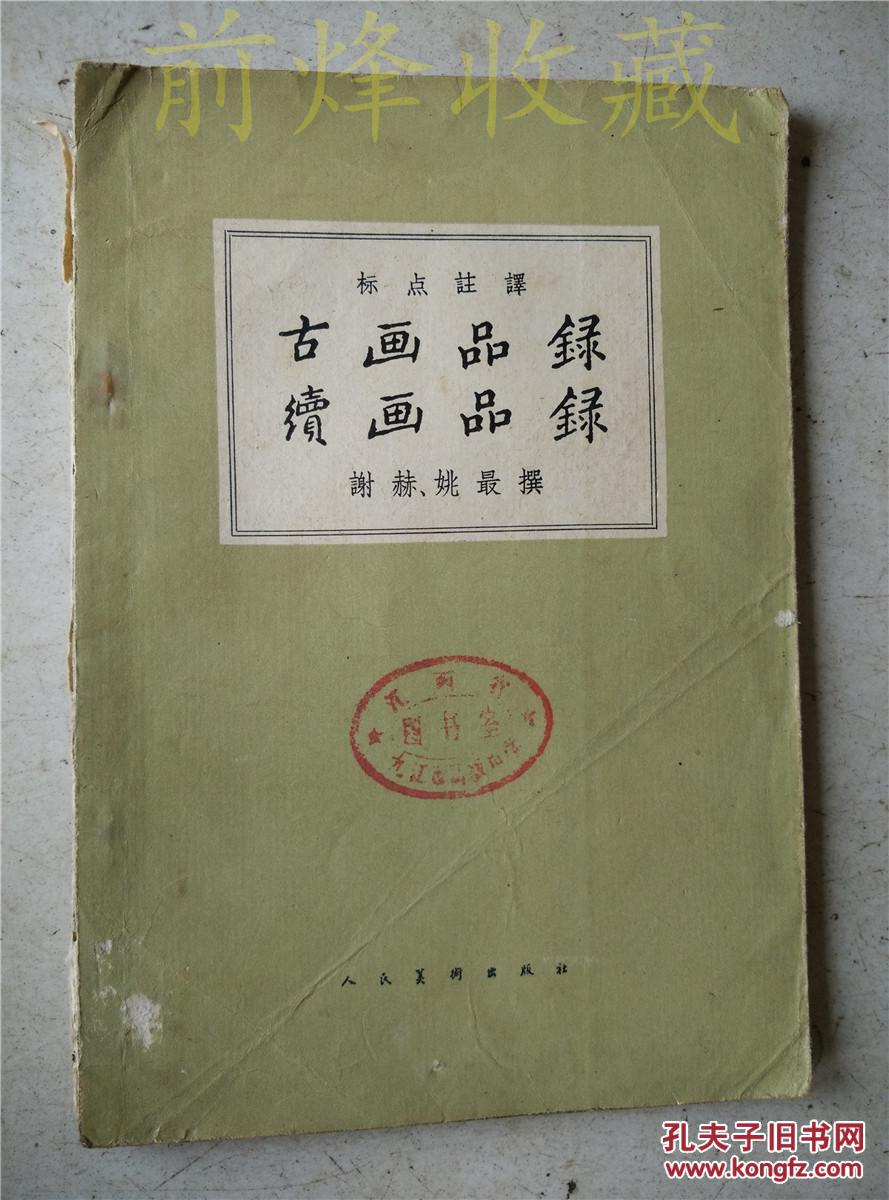 前烽收藏
标点註譯
古画品録
續画品録
謝赫、姚最撰
图书室
人民美術出版社
孔夫子旧书网
www.kongfz.com